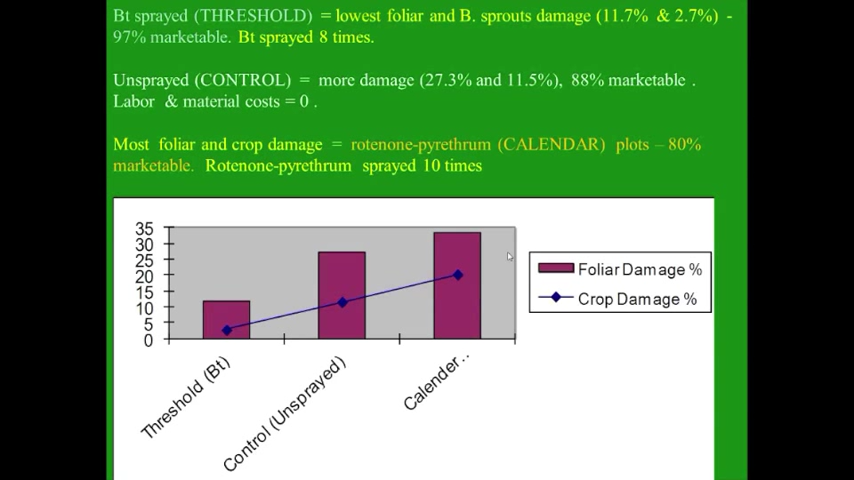 Bt sprayed (THRESHOLD) = lowest foliar and B. sprouts damage (11.7% & 2.7%) -
97% marketable. Bt sprayed 8 times.
Unsprayed (CONTROL) = more damage (27.3% and 11.5%), 88% marketable .
Labor & material costs = 0 .
Most foliar and crop damage = rotenone-pyrethrum (CALENDAR) plots – 80%
marketable. Rotenone-pyrethrum sprayed 10 times
35
30
25
20
15
10
5
0
Threshold (Bt)
Control (Unsprayed)
Calender..
Foliar Damage %
Crop Damage %